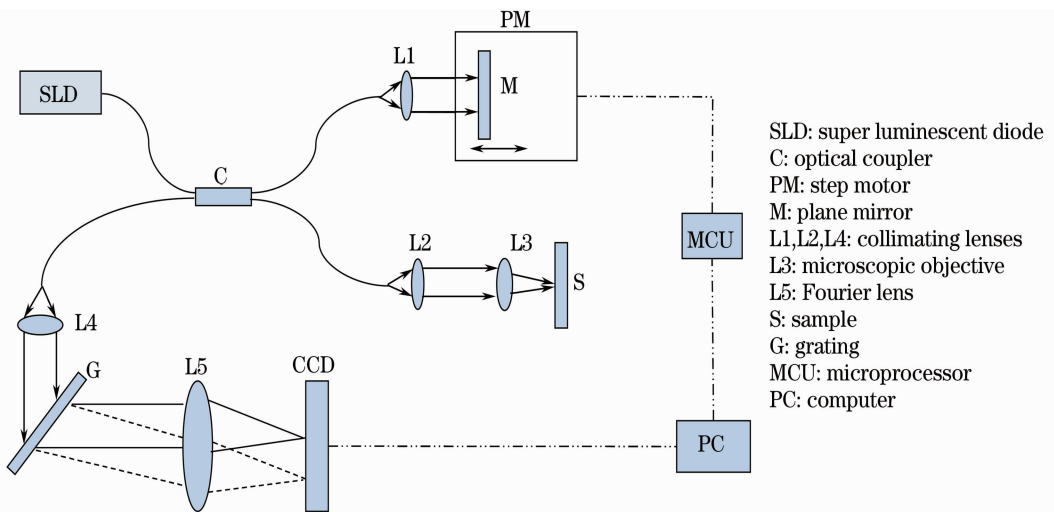 PM
L1
SLD
M
C
SLD: super luminescent diode
C: optical coupler
PM: step motor
M: plane mirror
L1,L2,L4: collimating lenses
L3: microscopic objective
L5: Fourier lens
S: sample
G: grating
MCU: microprocessor
PC: computer
MCU
L2
L3
S
L4
G
L5
CCD
PC